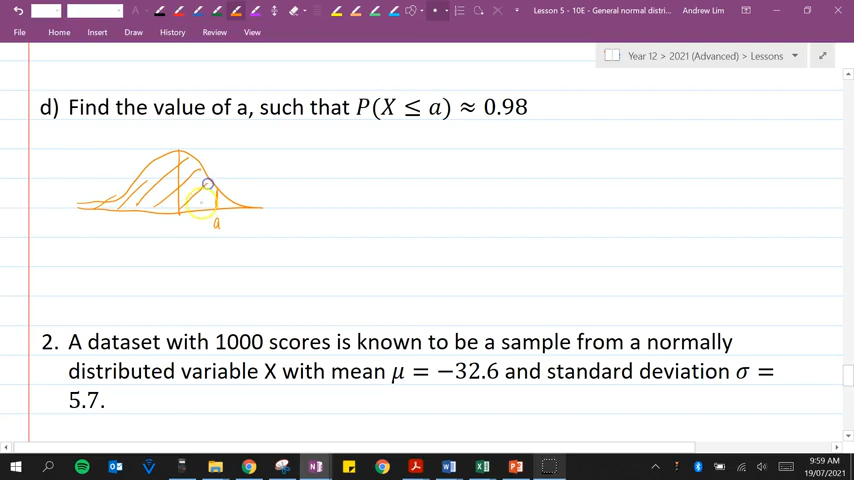 Lesson 5 - 10E - General normal distri...
Andrew Lim
File Home Insert Draw History Review View
Year 12 > 2021 (Advanced) > Lessons
d) Find the value of a, such that P(X ≤ a) ≈ 0.98
a
2. A dataset with 1000 scores is known to be a sample from a normally
distributed variable X with mean μ = −32.6 and standard deviation σ =
5.7.
9:59 AM
19/07/2021